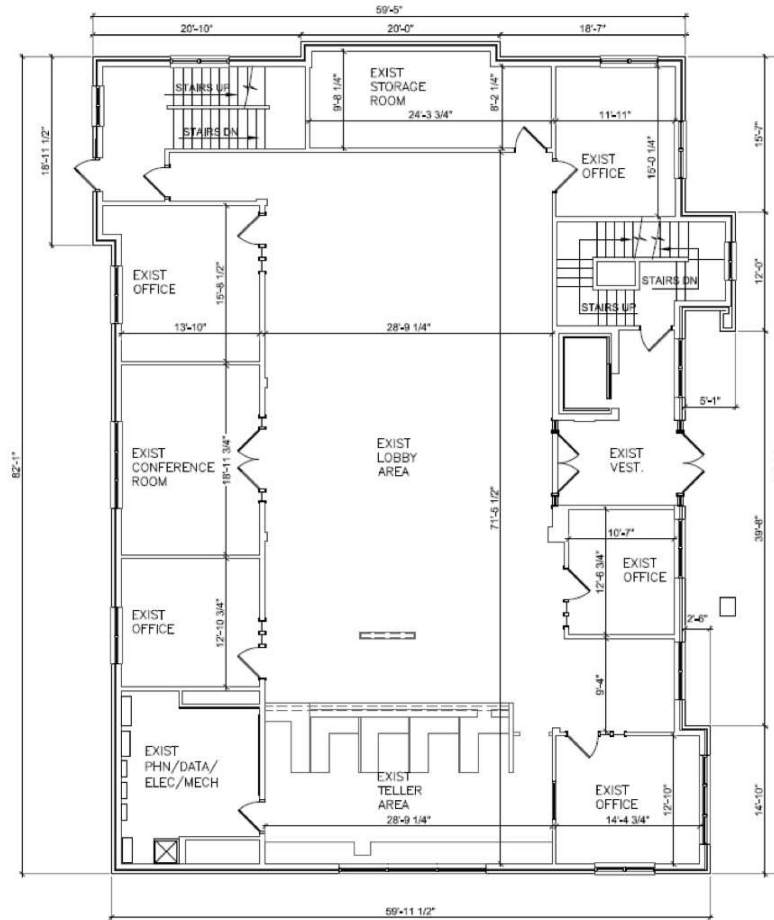 59'-5"
20'-10"
20'-0"
18'-7"
EXIST
STORAGE
ROOM
9'-8 1/4"
8'-2 1/4"
24'-3 3/4"
11'-11"
STAIRS UP
STAIRS DN
18'-11 1/2"
15'-7"
EXIST
OFFICE
15'-0 1/4"
EXIST
OFFICE
15'-8 1/2"
13'-10"
28'-9 1/4"
STAIRS DN
STAIRS UP
12'-0"
5'-1"
82'-1"
EXIST
CONFERENCE
ROOM
18'-11 3/4"
EXIST
LOBBY
AREA
71'-5 1/2"
EXIST
VEST.
39'-8"
10'-7"
12'-6 3/4"
EXIST
OFFICE
EXIST
OFFICE
12'-10 3/4"
2'-6"
9'-4"
EXIST
PHN/DATA/
ELEC/MECH
EXIST
TELLER
AREA
28'-9 1/4"
EXIST
OFFICE
12'-10"
14'-4 3/4"
14'-10"
59'-11 1/2"